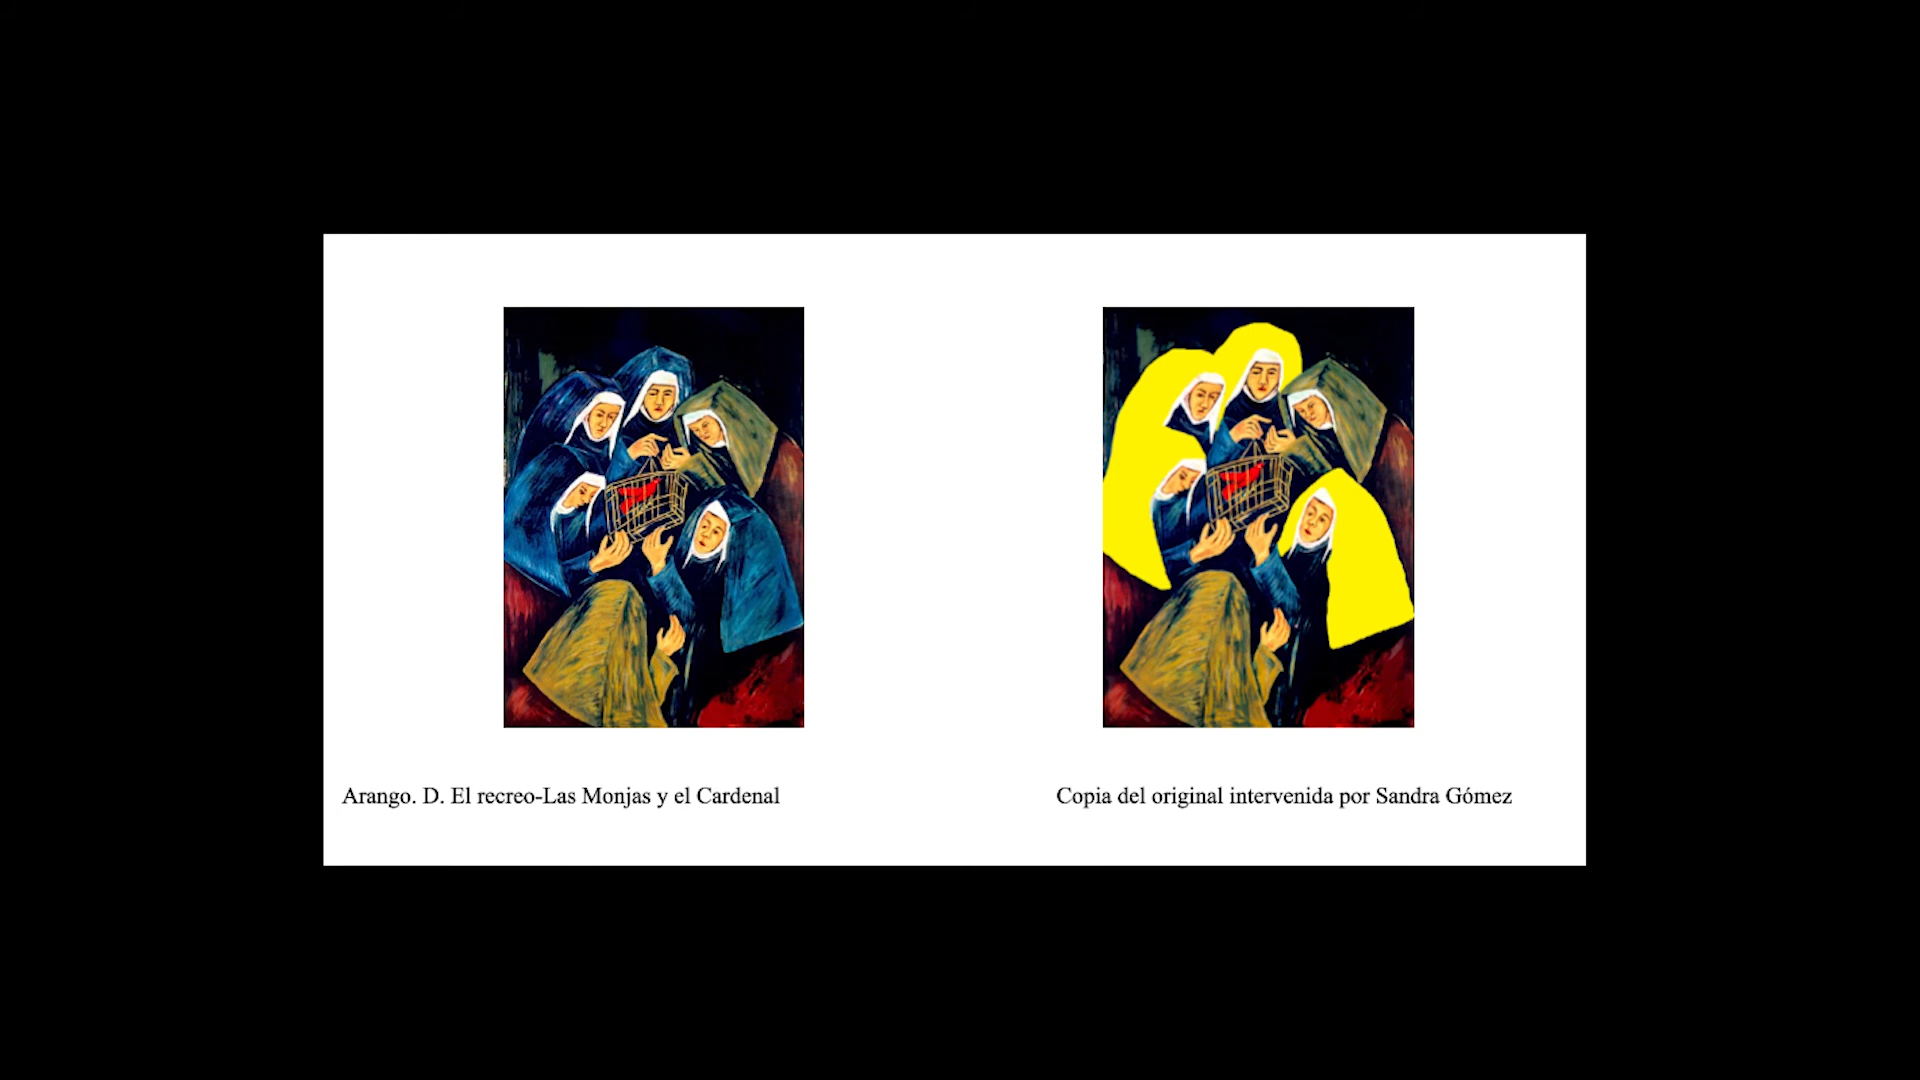 Arango. D. El recreo-Las Monjas y el Cardenal
Copia del original intervenida por Sandra Gómez